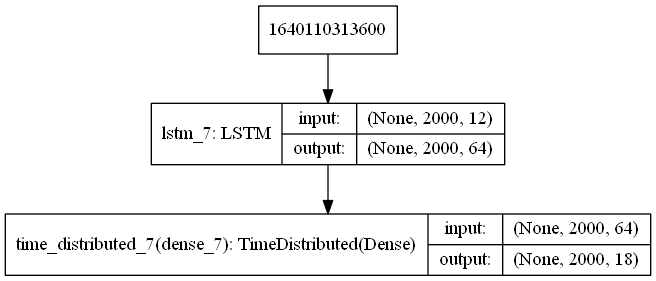 1640110313600
lstm_7: LSTM
input:
(None, 2000, 12)
output:
(None, 2000, 64)
time_distributed_7(dense_7): TimeDistributed(Dense)
input:
(None, 2000, 64)
output:
(None, 2000, 18)